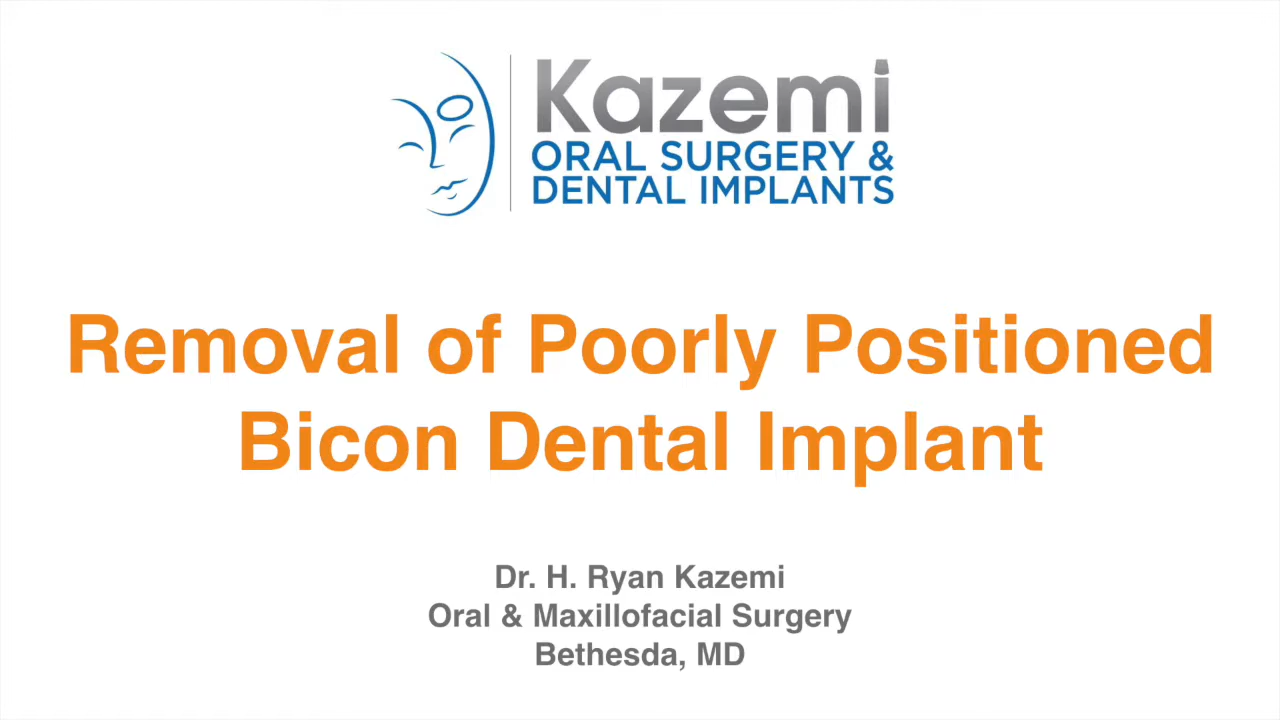 Kazemi
ORAL SURGERY &
DENTAL IMPLANTS
Removal of Poorly Positioned
Bicon Dental Implant
Dr. H. Ryan Kazemi
Oral & Maxillofacial Surgery
Bethesda, MD